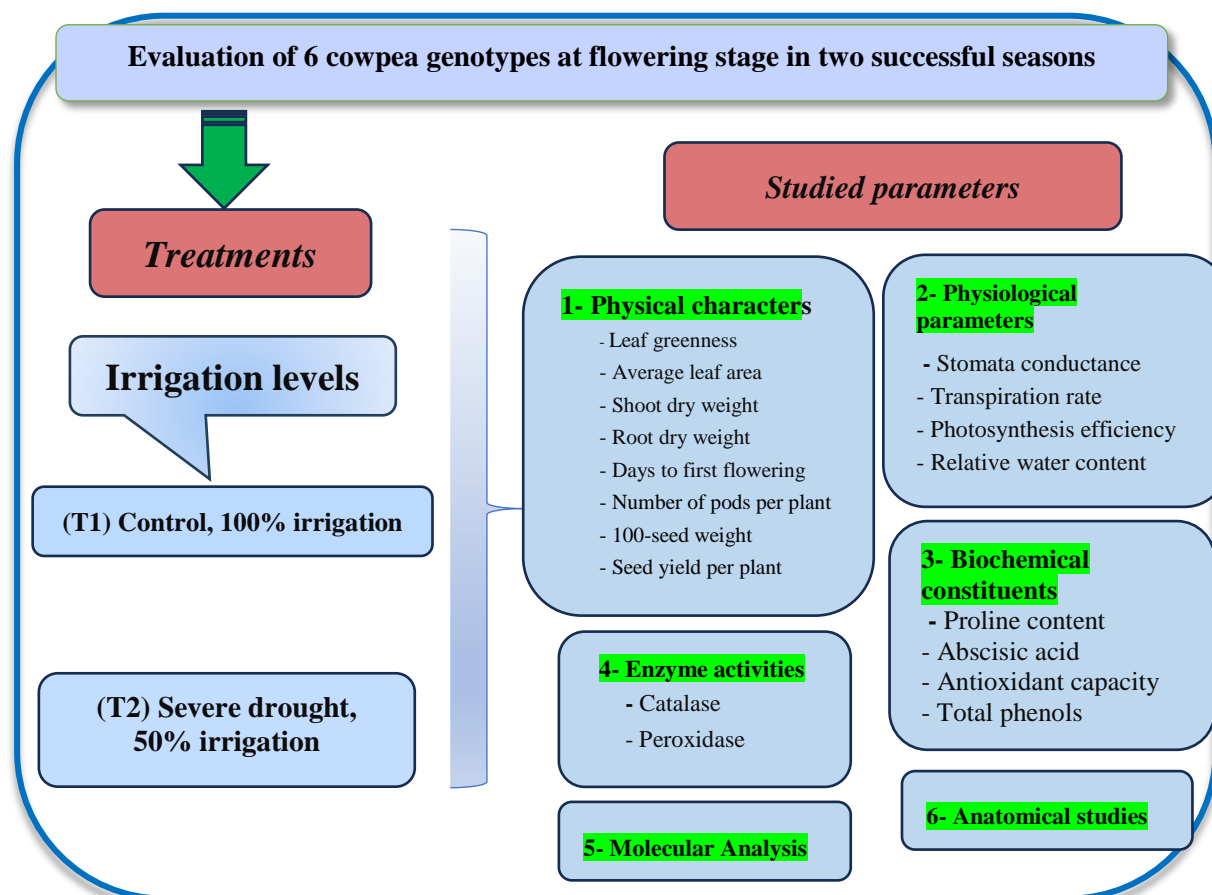 Evaluation of 6 cowpea genotypes at flowering stage in two successful seasons
Treatments
Irrigation levels
(T1) Control, 100% irrigation
(T2) Severe drought,
50% irrigation
Studied parameters
1- Physical characters
- Leaf greenness
- Average leaf area
- Shoot dry weight
- Root dry weight
- Days to first flowering
- Number of pods per plant
- 100-seed weight
- Seed yield per plant
2- Physiological
parameters
- Stomata conductance
- Transpiration rate
- Photosynthesis efficiency
- Relative water content
3- Biochemical
constituents
- Proline content
- Abscisic acid
- Antioxidant capacity
- Total phenols
4- Enzyme activities
- Catalase
- Peroxidase
5- Molecular Analysis
6- Anatomical studies